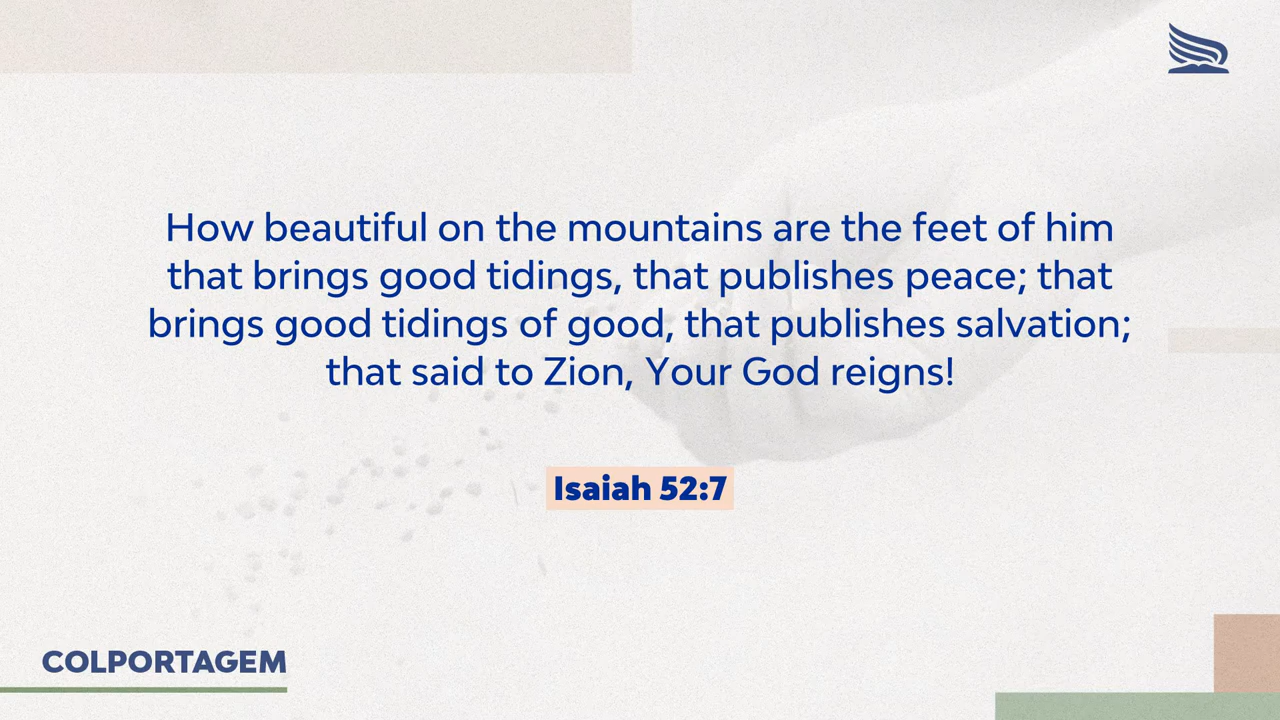 How beautiful on the mountains are the feet of him
that brings good tidings, that publishes peace; that
brings good tidings of good, that publishes salvation;
that said to Zion, Your God reigns!
Isaiah 52:7
COLPORTAGEM